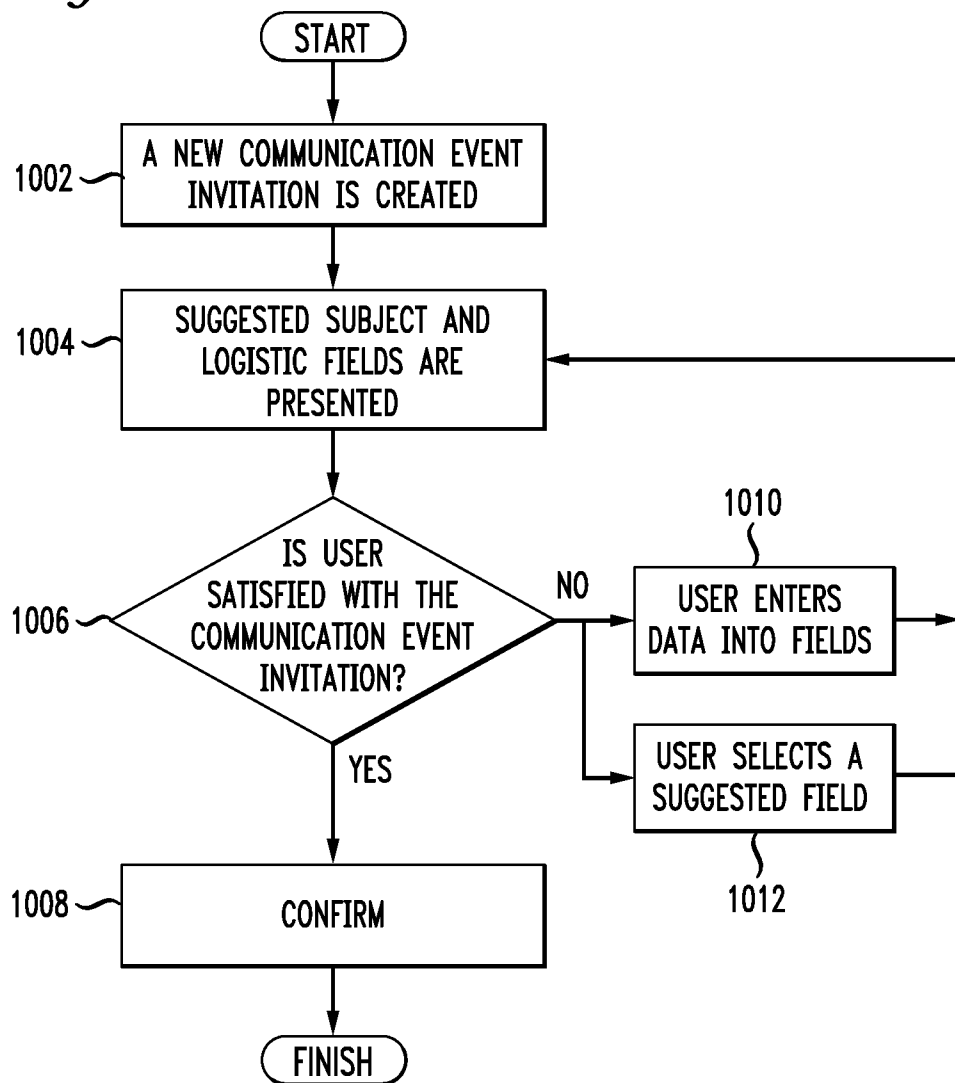 START
1002
A NEW COMMUNICATION EVENT
INVITATION IS CREATED
1004
SUGGESTED SUBJECT AND
LOGISTIC FIELDS ARE
PRESENTED
1006
IS USER
SATISFIED WITH THE
COMMUNICATION EVENT
INVITATION?
NO
1010
USER ENTERS
DATA INTO FIELDS
USER SELECTS A
SUGGESTED FIELD
1012
YES
1008
CONFIRM
FINISH